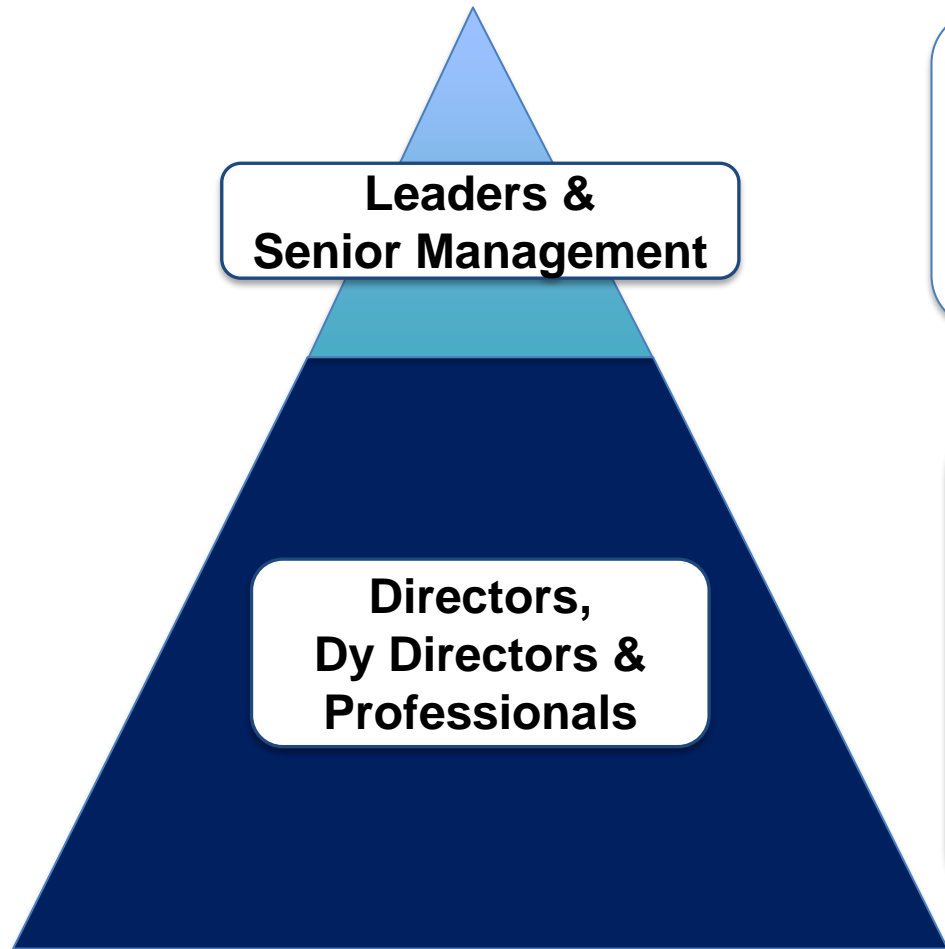 Leaders &
Senior Management
Directors,
Dy Directors &
Professionals